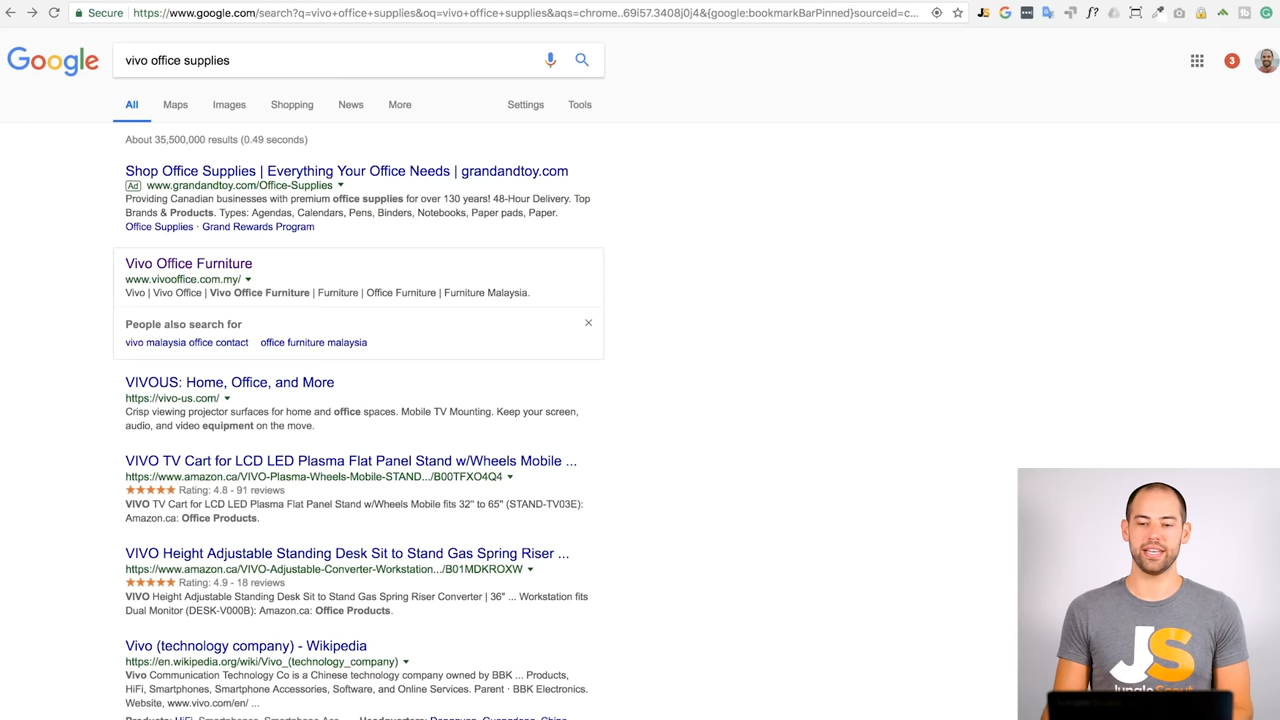 Secure https://www.google.com/search?q=vivo+office+supplies&oq=vivo+office+supplies&aqs=chrome..69i57.3408j0j4&{google:bookmarkBarPinned}sourceid=c...
Google vivo office supplies
3
All Maps Images Shopping News More Settings Tools
About 35,500,000 results (0.49 seconds)
Shop Office Supplies | Everything Your Office Needs | grandandtoy.com
Ad www.grandandtoy.com/Office-Supplies
Providing Canadian businesses with premium office supplies for over 130 years! 48-Hour Delivery. Top
Brands & Products. Types: Agendas, Calendars, Pens, Binders, Notebooks, Paper pads, Paper.
Office Supplies · Grand Rewards Program
Vivo Office Furniture
www.vivooffice.com.my/
Vivo | Vivo Office | Vivo Office Furniture | Furniture | Office Furniture | Furniture Malaysia.
People also search for
vivo malaysia office contact office furniture malaysia
VIVOUS: Home, Office, and More
https://vivo-us.com/
Crisp viewing projector surfaces for home and office spaces. Mobile TV Mounting. Keep your screen,
audio, and video equipment on the move.
VIVO TV Cart for LCD LED Plasma Flat Panel Stand w/Wheels Mobile ...
https://www.amazon.ca/VIVO-Plasma-Wheels-Mobile-STAND.../B00TFXO4Q4
Rating: 4.8 - 91 reviews
VIVO TV Cart for LCD LED Plasma Flat Panel Stand w/Wheels Mobile fits 32" to 65" (STAND-TV03E):
Amazon.ca: Office Products.
VIVO Height Adjustable Standing Desk Sit to Stand Gas Spring Riser ...
https://www.amazon.ca/VIVO-Adjustable-Converter-Workstation.../B01MDKROXW
Rating: 4.9 - 18 reviews
VIVO Height Adjustable Standing Desk Sit to Stand Gas Spring Riser Converter | 36" ... Workstation fits
Dual Monitor (DESK-V000B): Amazon.ca: Office Products.
Vivo (technology company) - Wikipedia
https://en.wikipedia.org/wiki/Vivo_(technology_company)
Vivo Communication Technology Co is a Chinese technology company owned by BBK ... Products,
HiFi, Smartphones, Smartphone Accessories, Software, and Online Services. Parent · BBK Electronics.
Website, www.vivo.com/en/ ...
Products: HiFi, Smartphones, Smartphone Ace... Headquarters: Dongguan, Guangdong, China
JS
Jungle Scout